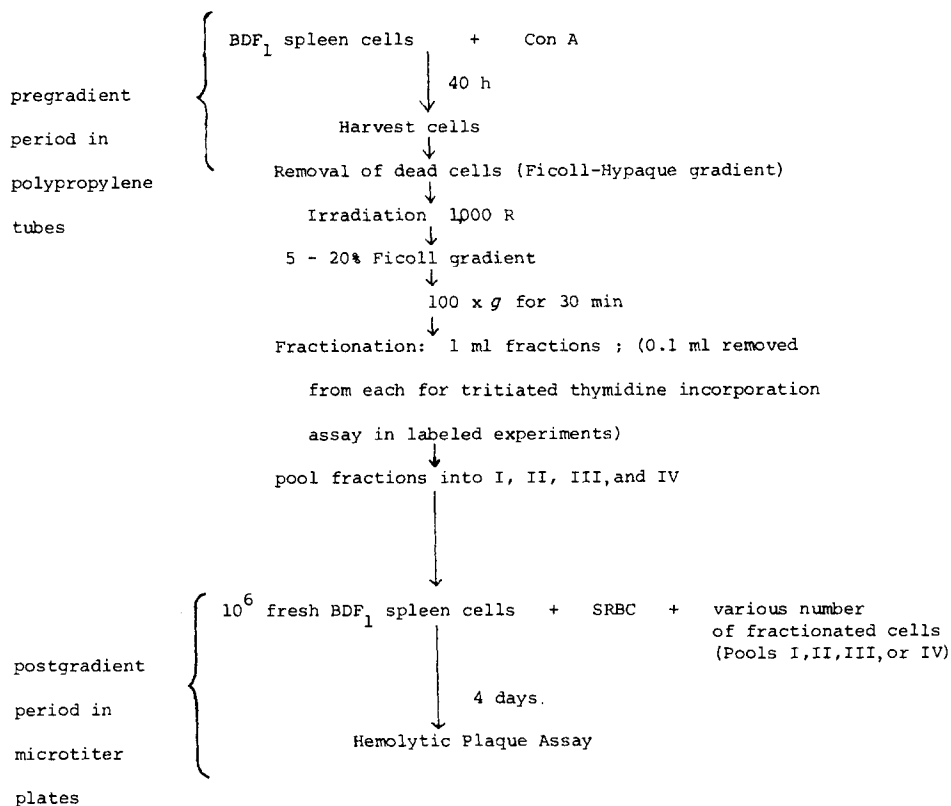 BDF1 spleen cells + Con A
40 h
pregradient
period in
polypropylene
tubes
Harvest cells
Removal of dead cells (Ficoll-Hypaque gradient)
Irradiation 1,000 R
5 - 20% Ficoll gradient
100 x g for 30 min
Fractionation: 1 ml fractions ; (0.1 ml removed
from each for tritiated thymidine incorporation
assay in labeled experiments)
pool fractions into I, II, III, and IV
10^6 fresh BDF1 spleen cells + SRBC + various number
of fractionated cells
(Pools I,II,III,or IV)
postgradient
period in
microtiter
plates
4 days.
Hemolytic Plaque Assay